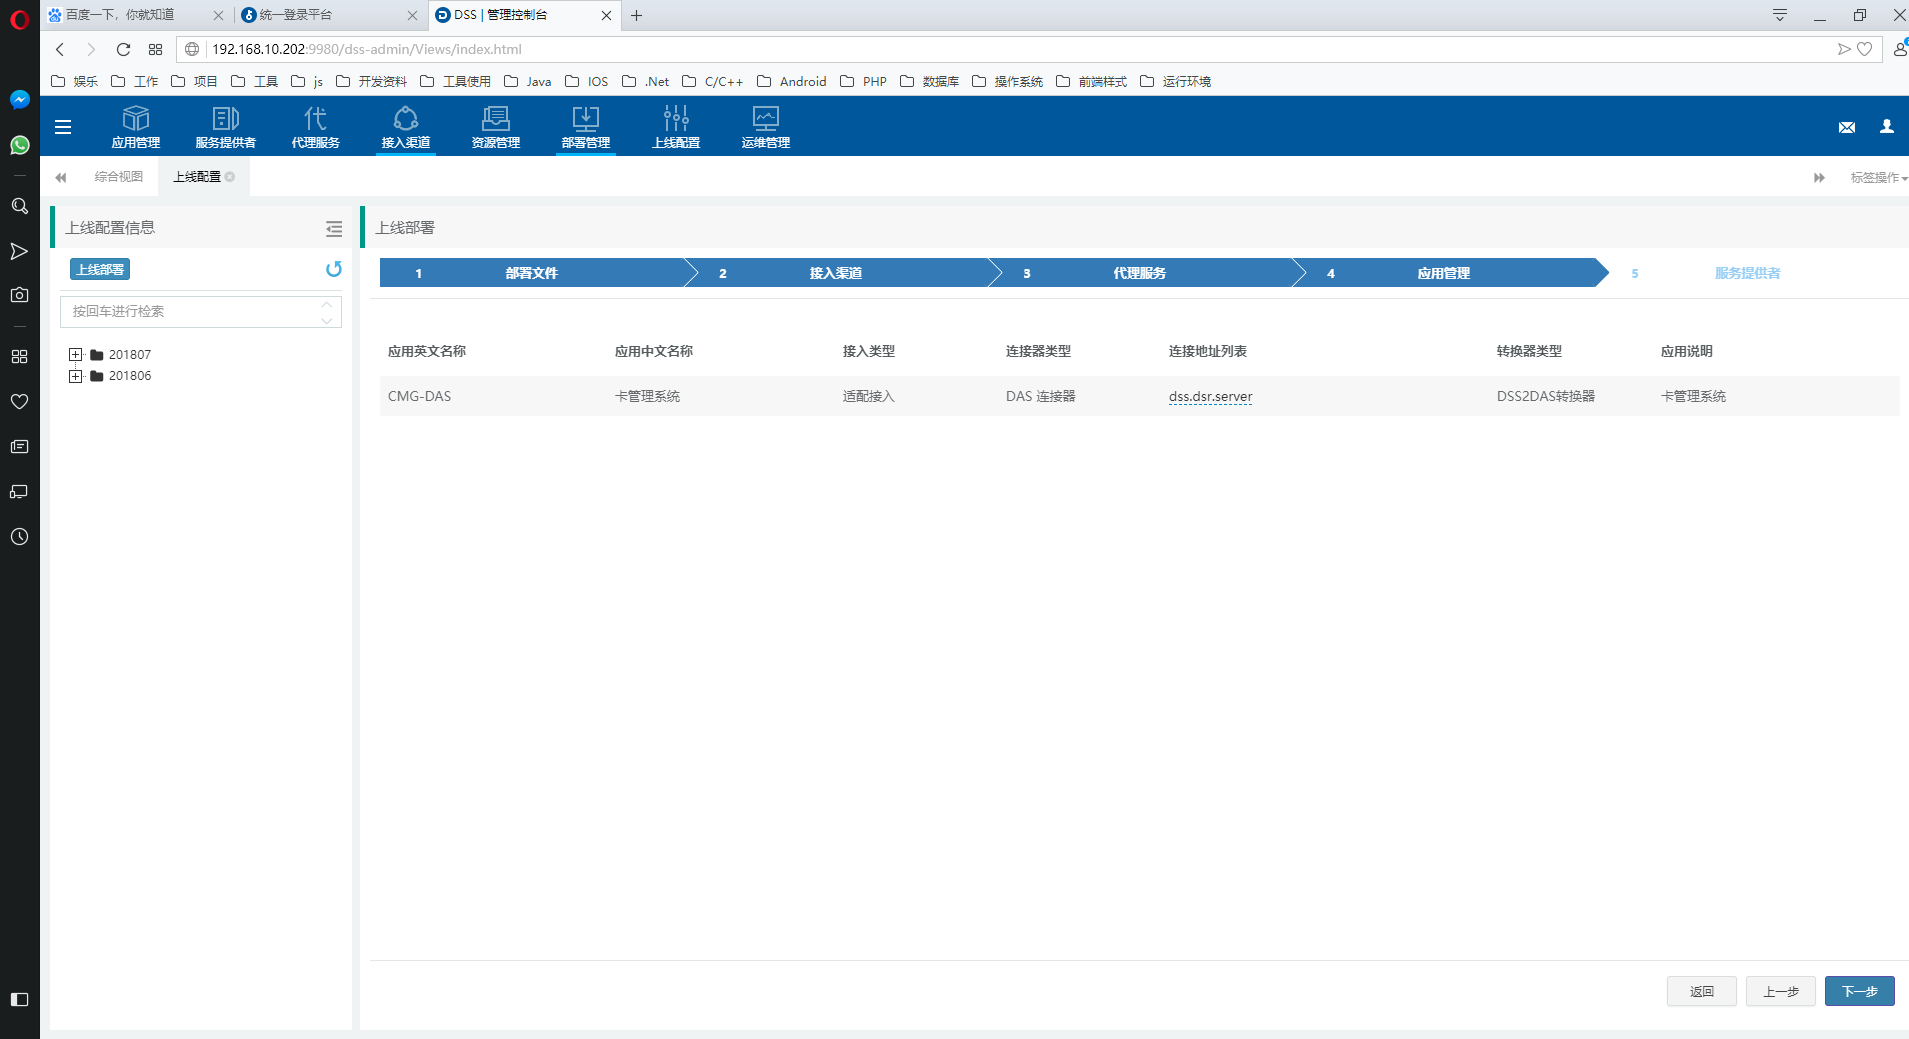 百度一下，你就知道
统一登录平台
DSS | 管理控制台
192.168.10.202:9980/dss-admin/Views/index.html
娱乐 工作 项目 工具 js 开发资料 工具使用 Java IOS .Net C/C++ Android PHP 数据库 操作系统 前端样式 运行环境
应用管理 服务提供者 代理服务 接入渠道 资源管理 部署管理 上线配置 运维管理
综合视图 上线配置 标签操作
上线配置信息
上线部署
按回车进行检索
201807
201806
上线部署
1 部署文件 2 接入渠道 3 代理服务 4 应用管理 5 服务提供者
应用英文名称 应用中文名称 接入类型 连接器类型 连接地址列表 转换器类型 应用说明
CMG-DAS 卡管理系统 适配接入 DAS 连接器 dss.dsr.server DSS2DAS转换器 卡管理系统
返回 上一步 下一步